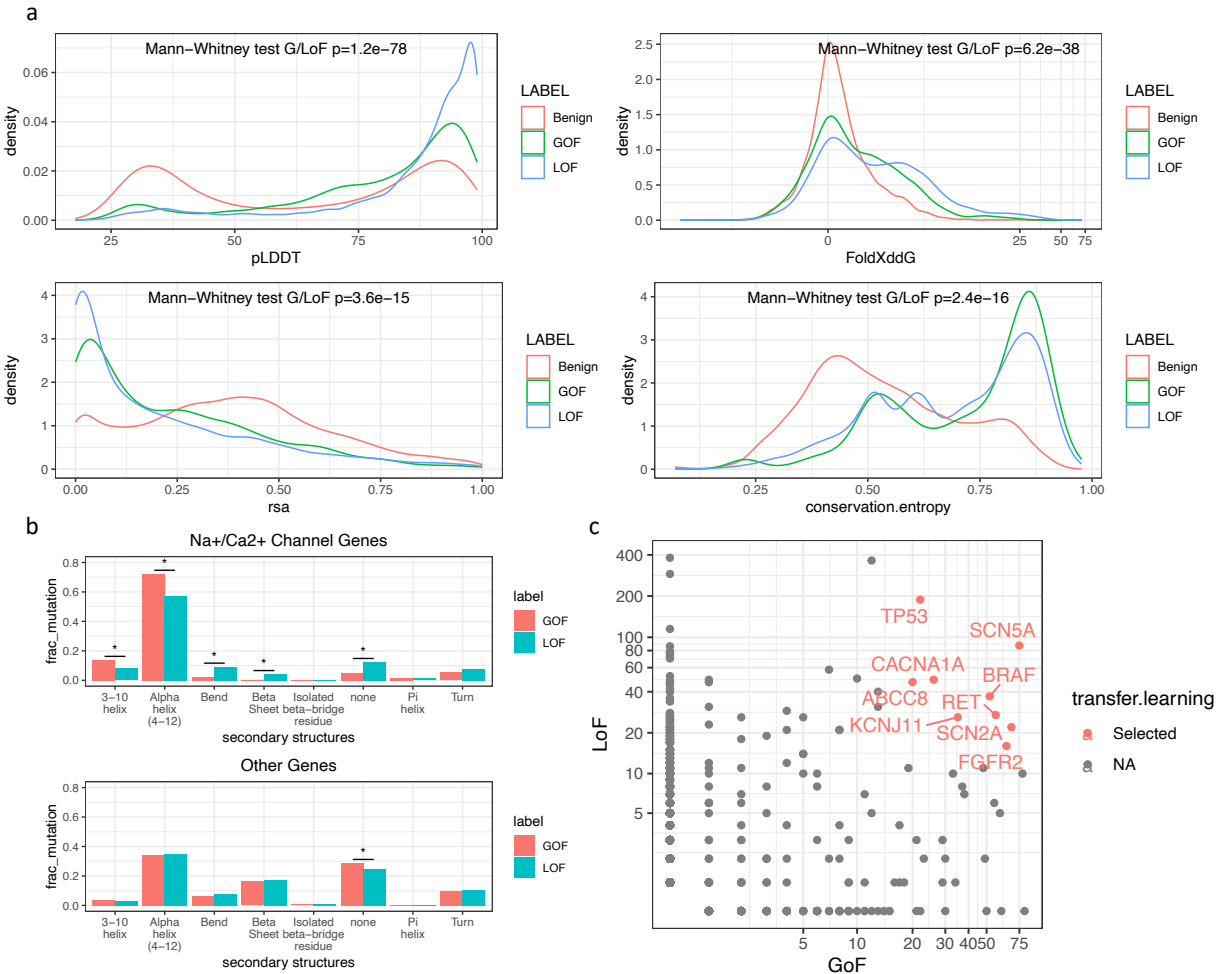 a
Mann−Whitney test G/LoF p=1.2e−78
density
0.06
0.04
0.02
0.00
25 50 75 100
pLDDT
LABEL
Benign
GOF
LOF
Mann−Whitney test G/LoF p=6.2e−38
density
2.5
2.0
1.5
1.0
0.5
0.0
0 25 50 75
FoldXddG
LABEL
Benign
GOF
LOF
Mann−Whitney test G/LoF p=3.6e−15
density
4
3
2
1
0
0.00 0.25 0.50 0.75 1.00
rsa
LABEL
Benign
GOF
LOF
Mann−Whitney test G/LoF p=2.4e−16
density
4
3
2
1
0
0.25 0.50 0.75 1.00
conservation.entropy
LABEL
Benign
GOF
LOF
b
Na+/Ca2+ Channel Genes
frac_mutation
0.8
0.6
0.4
0.2
0.0
* * * * *
3−10 Alpha Bend Beta Isolated none Pi Turn
helix helix Sheet beta−bridge helix
(4−12) residue
secondary structures
label
GOF
LOF
Other Genes
frac_mutation
0.8
0.6
0.4
0.2
0.0
*
3−10 Alpha Bend Beta Isolated none Pi Turn
helix helix Sheet beta−bridge helix
(4−12) residue
secondary structures
label
GOF
LOF
c
LoF
400
200
100
80
60
40
20
10
5
TP53
SCN5A
CACNA1A
BRAF
ABCC8
RET
KCNJ11
SCN2A
FGFR2
5 10 20 30 40 50 75
GoF
transfer.learning
a Selected
a NA